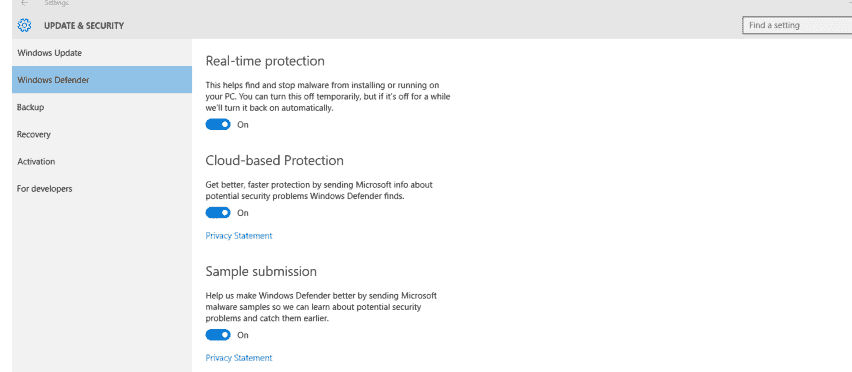 Settings
UPDATE & SECURITY
Find a setting
Windows Update
Windows Defender
Backup
Recovery
Activation
For developers
Real-time protection
This helps find and stop malware from installing or running on
your PC. You can turn this off temporarily, but if it's off for a while
we'll turn it back on automatically.
On
Cloud-based Protection
Get better, faster protection by sending Microsoft info about
potential security problems Windows Defender finds.
On
Privacy Statement
Sample submission
Help us make Windows Defender better by sending Microsoft
malware samples so we can learn about potential security
problems and catch them earlier.
On
Privacy Statement